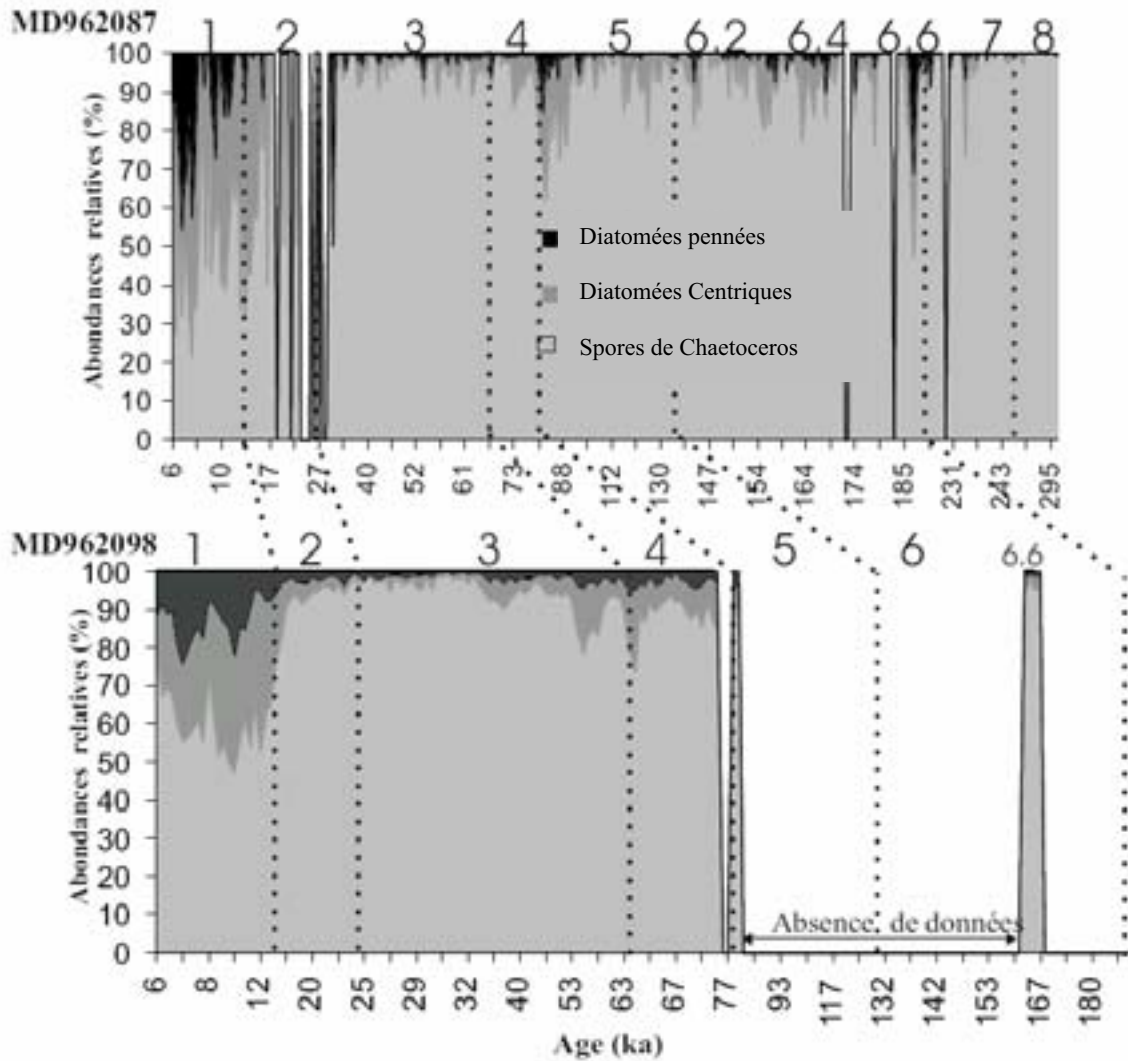 MD962087
1 2 3 4 5 6,2 6,4 6,6 7 8
Abondances relatives (%)
100
90
80
70
60
50
40
30
20
10
0
Diatomées pennées
Diatomées Centriques
Spores de Chaetoceros
6 10 17 27 40 52 61 73 88 112 130 147 154 164 174 185 231 243 295
MD962098
1 2 3 4 5 6 6.6
Abondances relatives (%)
100
90
80
70
60
50
40
30
20
10
0
Absence de données
6 8 12 20 25 29 32 40 53 63 67 77 93 117 132 142 153 167 180
Age (ka)